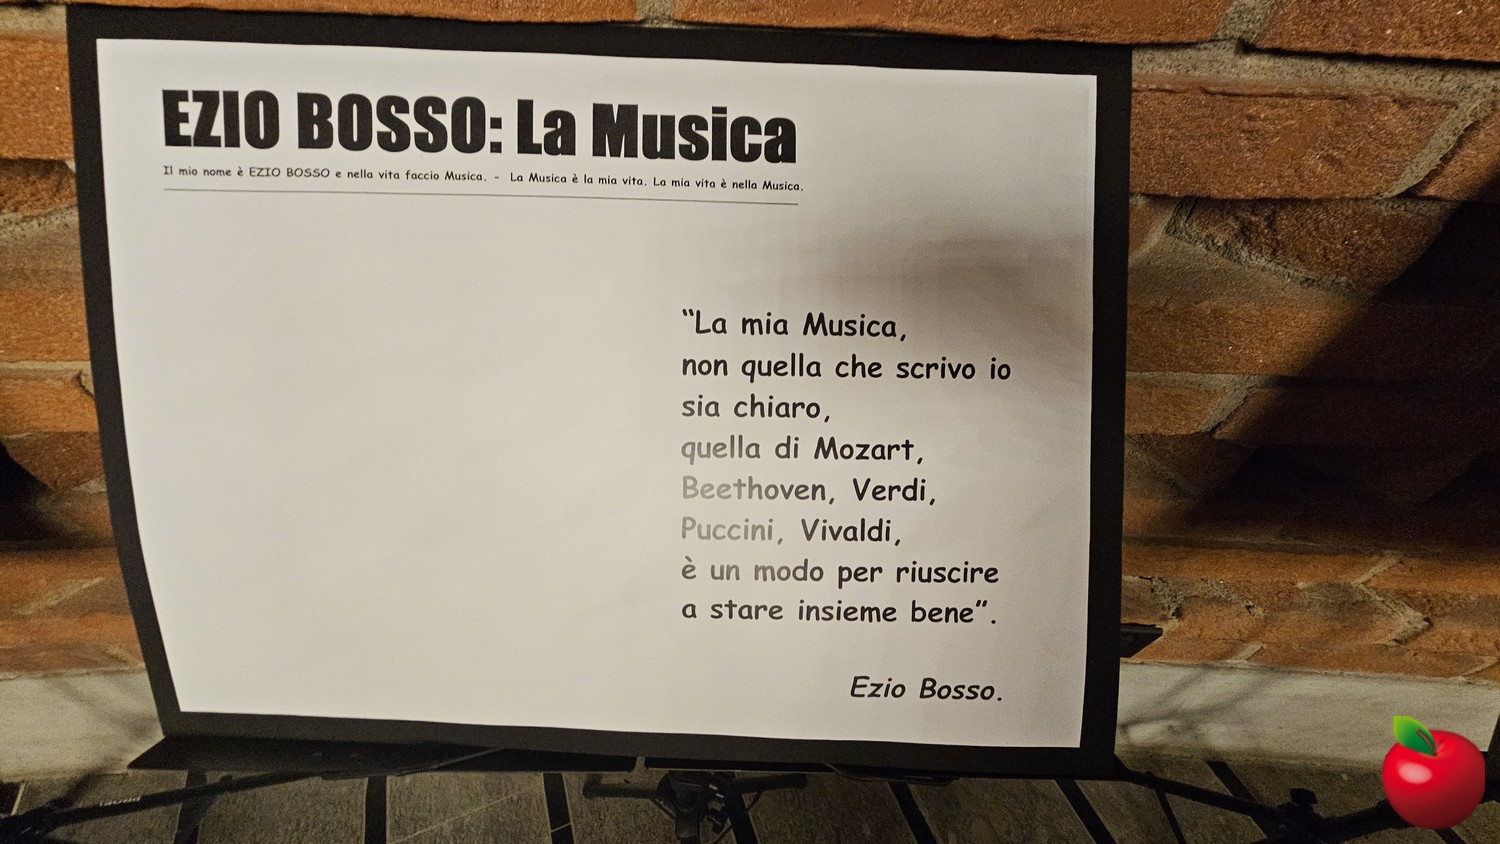 EZIO BOSSO: La Musica
Il mio nome è EZIO BOSSO e nella vita faccio Musica. - La Musica è la mia vita. La mia vita è nella Musica.
“La mia Musica,
non quella che scrivo io
sia chiaro,
quella di Mozart,
Beethoven, Verdi,
Puccini, Vivaldi,
è un modo per riuscire
a stare insieme bene”.
Ezio Bosso.